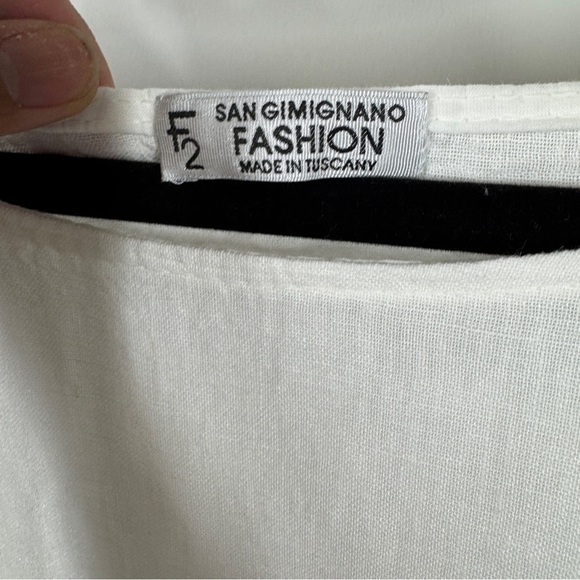 F2
SAN GIMIGNANO
FASHION
MADE IN TUSCANY